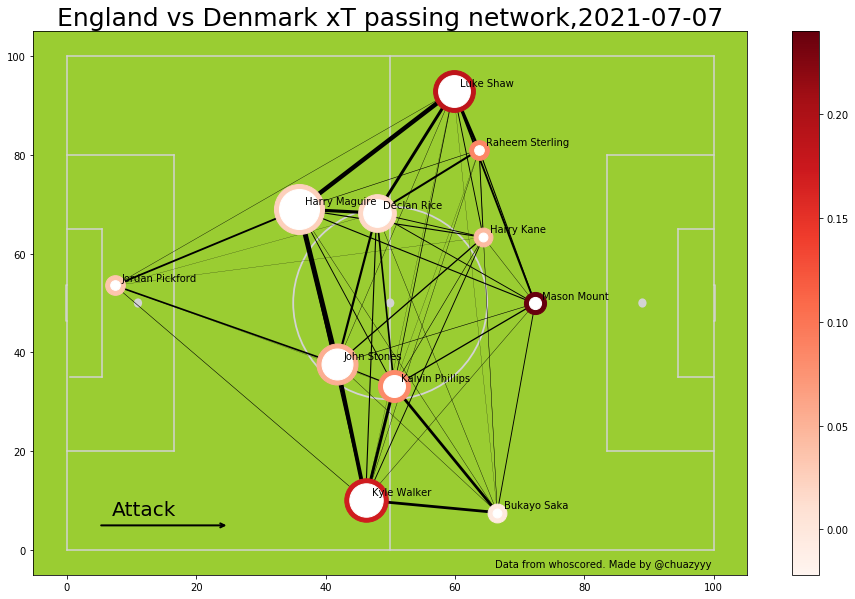 England vs Denmark xT passing network,2021-07-07
100
Luke Shaw
0.20
Raheem Sterling
80
Harry Maguire
Declan Rice
0.15
Harry Kane
60
Jordan Pickford
Mason Mount
0.10
40
John Stones
Kalvin Phillips
0.05
20
Kyle Walker
Bukayo Saka
Attack
0.00
0
Data from whoscored. Made by @chuazyyy
0 20 40 60 80 100